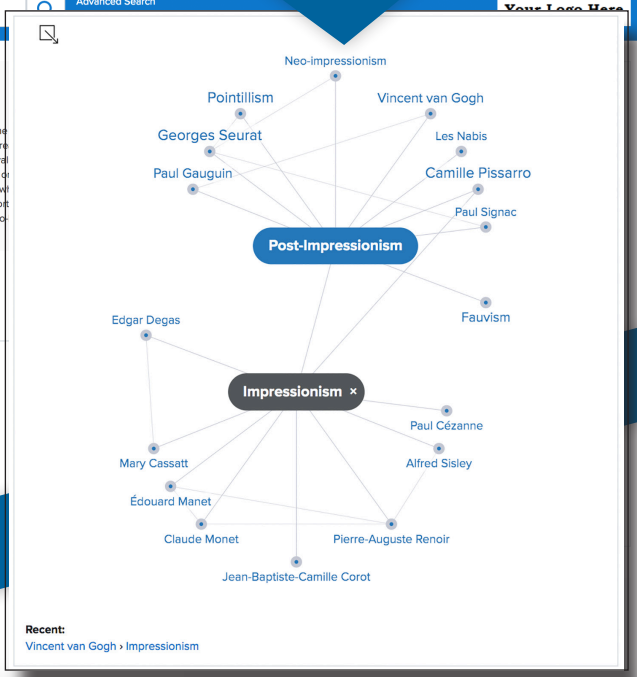 Advanced Search
Your Logo Here
Neo-impressionism
Pointillism
Vincent van Gogh
Georges Seurat
Les Nabis
Paul Gauguin
Camille Pissarro
Paul Signac
Post-Impressionism
Fauvism
Edgar Degas
Impressionism ×
Paul Cézanne
Mary Cassatt
Alfred Sisley
Édouard Manet
Claude Monet
Pierre-Auguste Renoir
Jean-Baptiste-Camille Corot
Recent:
Vincent van Gogh › Impressionism